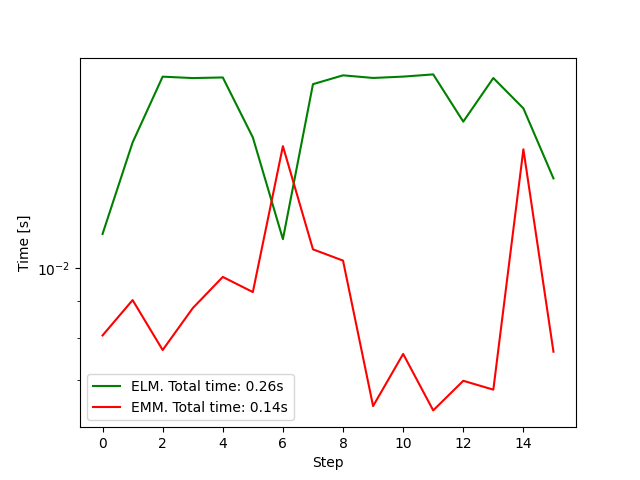 Time [s]
10⁻²
ELM. Total time: 0.26s
EMM. Total time: 0.14s
0 2 4 6 8 10 12 14
Step